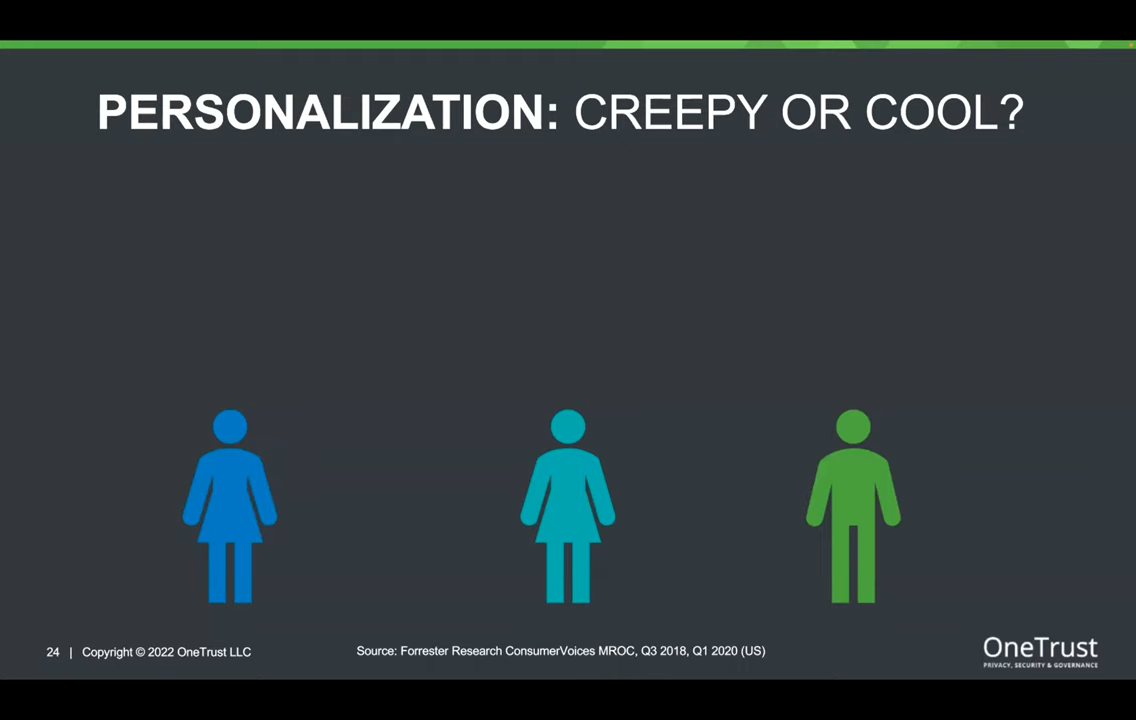 PERSONALIZATION: CREEPY OR COOL?
24 | Copyright © 2022 OneTrust LLC
Source: Forrester Research ConsumerVoices MROC, Q3 2018, Q1 2020 (US)
OneTrust
PRIVACY, SECURITY & GOVERNANCE